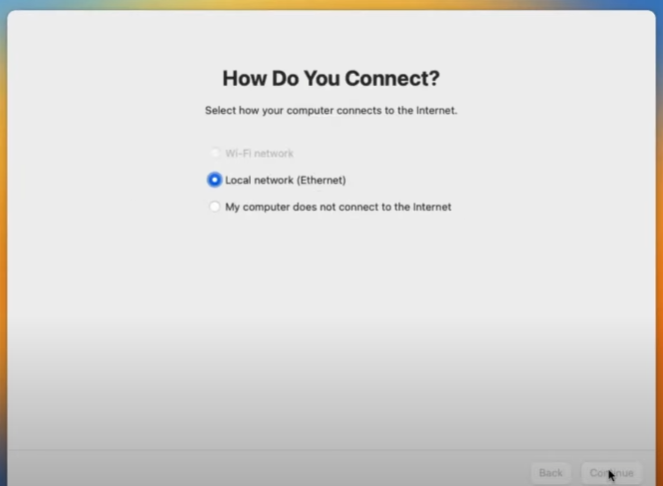 How Do You Connect?
Select how your computer connects to the Internet.
Wi-Fi network
Local network (Ethernet)
My computer does not connect to the Internet
Back
Continue